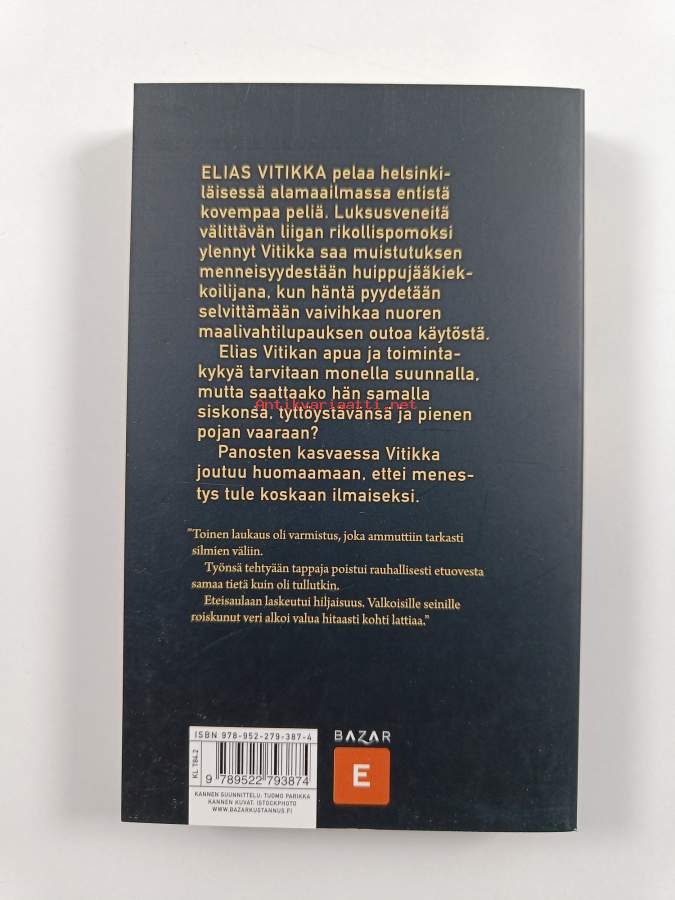 ELIAS VITIKKA pelaa helsinki-
läisessä alamaailmassa entistä
kovempaa peliä. Luksusveneitä
välittävän liigan rikollispomoksi
ylennyt Vitikka saa muistutuksen
menneisyydestään huippujääkiek-
koilijana, kun häntä pyydetään
selvittämään vaivihkaa nuoren
maalivahtilupauksen outoa käytöstä.
Elias Vitikan apua ja toiminta-
kykyä tarvitaan monella suunnalla,
mutta saattaako hän samalla
Antikvariaatti.net
siskonsa, tyttöystävänsä ja pienen
pojan vaaraan?
Panosten kasvaessa Vitikka
joutuu huomaamaan, ettei menes-
tys tule koskaan ilmaiseksi.
"Toinen laukaus oli varmistus, joka ammuttiin tarkasti
silmien väliin.
Työnsä tehtyään tappaja poistui rauhallisesti etuovesta
samaa tietä kuin oli tullutkin.
Eteisaulaan laskeutui hiljaisuus. Valkoisille seinille
roiskunut veri alkoi valua hitaasti kohti lattiaa."
ISBN 978-952-279-387-4
KL T84.2
9 789522 793874
KANNEN SUUNNITTELU: TUOMO PARIKKA
KANNEN KUVAT: ISTOCKPHOTO
WWW.BAZARKUSTANNUS.FI
BAZAR
E